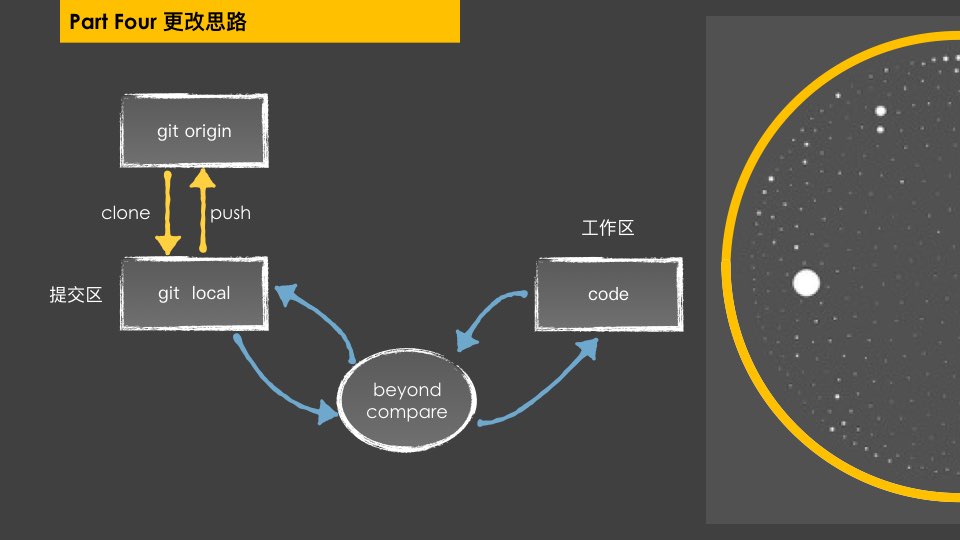 Part Four 更改思路
git origin
clone
push
工作区
提交区
git local
code
beyond
compare